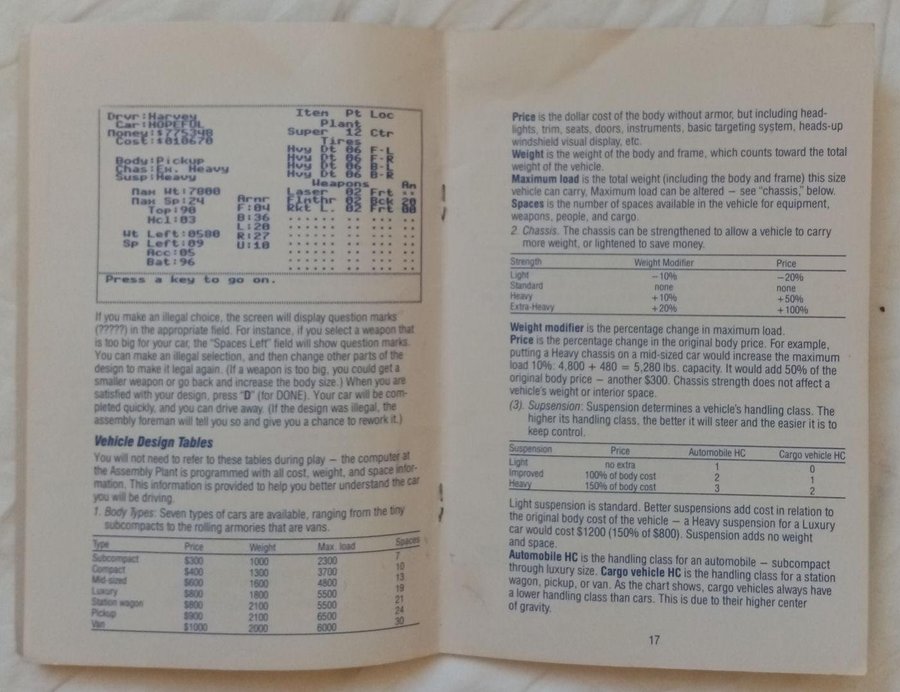 Drvr:Harvey
Car:HOPEFUL
Money:$775348
Cost:$010670
Body:Pickup
Chas:Ex. Heavy
Susp:Heavy
Max Wt:7800
Max Sp:24
Top:90
Hcl:03
Wt Left:0580
Sp Left:09
Acc:05
Bat:96
Armr
F:04
B:36
L:20
R:27
U:10
Item Pt Loc
Plant
Super 12 Ctr
Tires
Hvy Dt 06 F-L
Hvy Dt 06 F-R
Hvy Dt 06 B-L
Hvy Dt 06 B-R
Weapons Am
Laser 02 Frt ..
Flmthr 02 Bck 20
Rkt L. 02 Frt 00
Press a key to go on.
If you make an illegal choice, the screen will display question marks
(?????) in the appropriate field. For instance, if you select a weapon that
is too big for your car, the "Spaces Left" field will show question marks.
You can make an illegal selection, and then change other parts of the
design to make it legal again. (If a weapon is too big, you could get a
smaller weapon or go back and increase the body size.) When you are
satisfied with your design, press "D" (for DONE). Your car will be com-
pleted quickly, and you can drive away. (If the design was illegal, the
assembly foreman will tell you so and give you a chance to rework it.)
Vehicle Design Tables
You will not need to refer to these tables during play — the computer at
the Assembly Plant is programmed with all cost, weight, and space infor-
mation. This information is provided to help you better understand the car
you will be driving.
1. Body Types: Seven types of cars are available, ranging from the tiny
subcompacts to the rolling armories that are vans.
Type Price Weight Max. load Spaces
Subcompact $300 1000 2300 7
Compact $400 1300 3700 10
Mid-sized $600 1600 4800 13
Luxury $800 1800 5500 19
Station wagon $800 2100 5500 21
Pickup $900 2100 6500 24
Van $1000 2000 6000 30
Price is the dollar cost of the body without armor, but including head-
lights, trim, seats, doors, instruments, basic targeting system, heads-up
windshield visual display, etc.
Weight is the weight of the body and frame, which counts toward the total
weight of the vehicle.
Maximum load is the total weight (including the body and frame) this size
vehicle can carry. Maximum load can be altered — see "chassis," below.
Spaces is the number of spaces available in the vehicle for equipment,
weapons, people, and cargo.
2. Chassis. The chassis can be strengthened to allow a vehicle to carry
more weight, or lightened to save money.
Strength Weight Modifier Price
Light −10% −20%
Standard none none
Heavy +10% +50%
Extra-Heavy +20% +100%
Weight modifier is the percentage change in maximum load.
Price is the percentage change in the original body price. For example,
putting a Heavy chassis on a mid-sized car would increase the maximum
load 10%: 4,800 + 480 = 5,280 lbs. capacity. It would add 50% of the
original body price — another $300. Chassis strength does not affect a
vehicle's weight or interior space.
(3). Supsension: Suspension determines a vehicle's handling class. The
higher its handling class, the better it will steer and the easier it is to
keep control.
Suspension Price Automobile HC Cargo vehicle HC
Light no extra 1 0
Improved 100% of body cost 2 1
Heavy 150% of body cost 3 2
Light suspension is standard. Better suspensions add cost in relation to
the original body cost of the vehicle — a Heavy suspension for a Luxury
car would cost $1200 (150% of $800). Suspension adds no weight
and space.
Automobile HC is the handling class for an automobile — subcompact
through luxury size. Cargo vehicle HC is the handling class for a station
wagon, pickup, or van. As the chart shows, cargo vehicles always have
a lower handling class than cars. This is due to their higher center
of gravity.
17